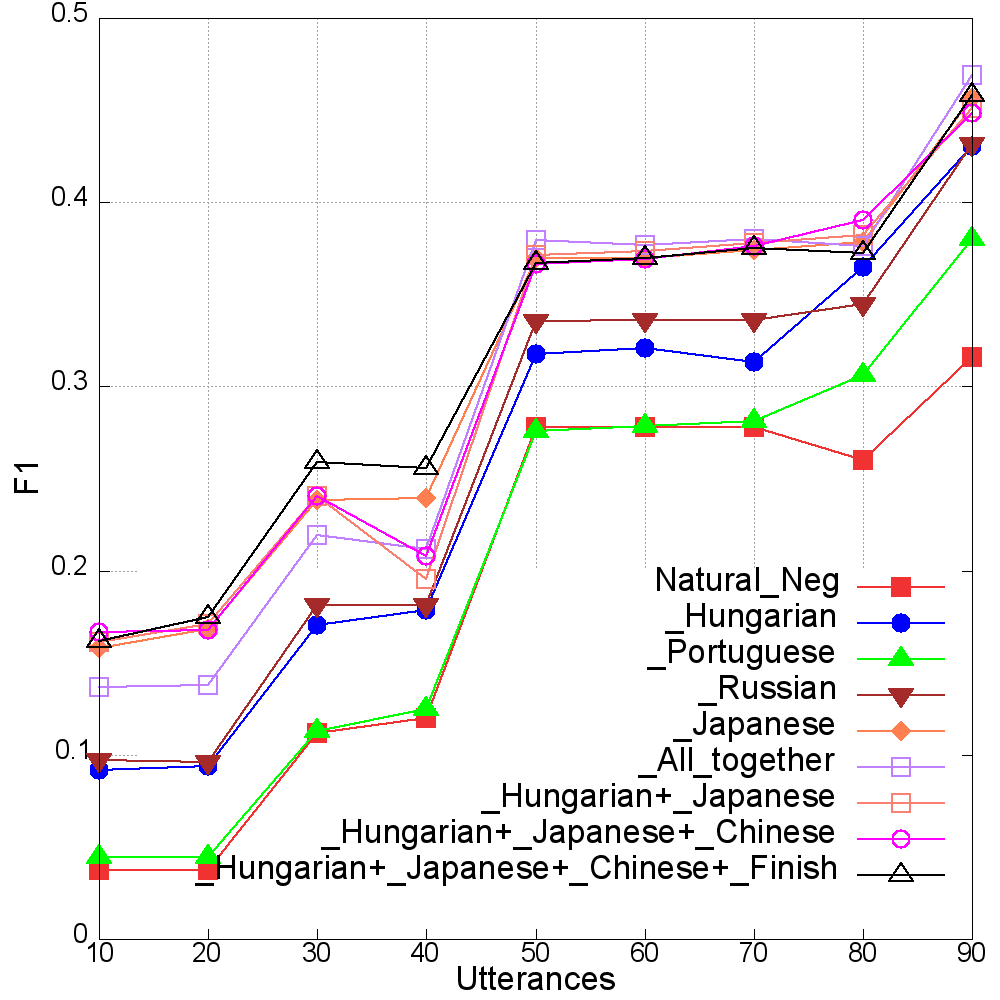 0.5
0.4
0.3
0.2
0.1
0
F1
Natural_Neg
_Hungarian
_Portuguese
_Russian
_Japanese
_All_together
_Hungarian+_Japanese
_Hungarian+_Japanese+_Chinese
_Hungarian+_Japanese+_Chinese+_Finish
10 20 30 40 50 60 70 80 90
Utterances